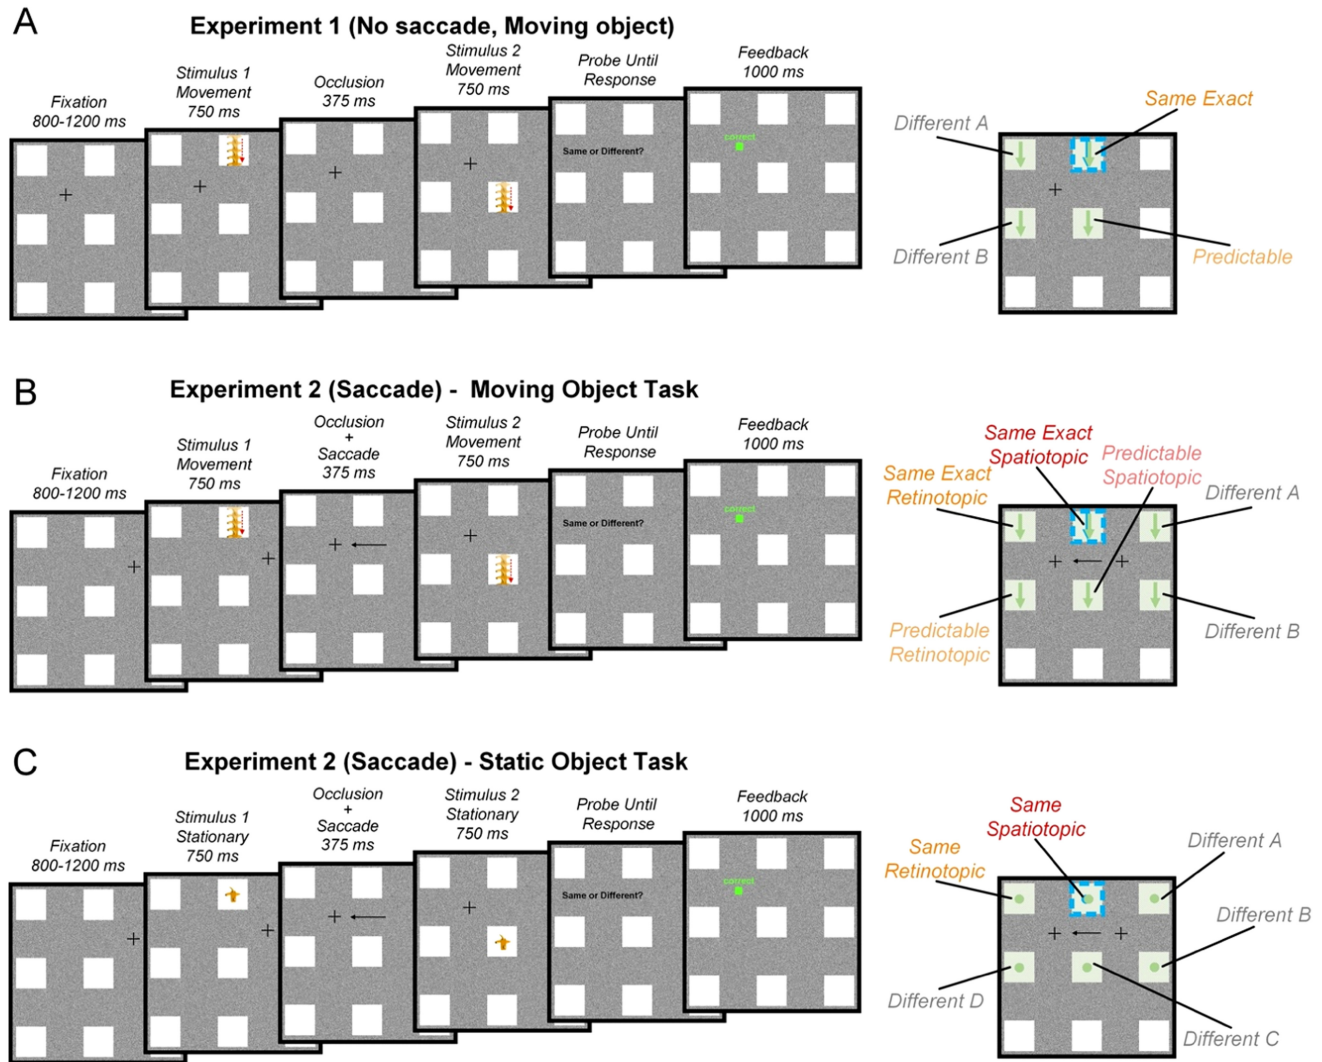 A
Experiment 1 (No saccade, Moving object)
Fixation
800-1200 ms
Stimulus 1
Movement
750 ms
Occlusion
375 ms
Stimulus 2
Movement
750 ms
Probe Until
Response
Feedback
1000 ms
Same or Different?
correct
Different A
Same Exact
Different B
Predictable
B
Experiment 2 (Saccade) - Moving Object Task
Fixation
800-1200 ms
Stimulus 1
Movement
750 ms
Occlusion
+
Saccade
375 ms
Stimulus 2
Movement
750 ms
Probe Until
Response
Feedback
1000 ms
Same or Different?
correct
Same Exact
Spatiotopic
Predictable
Spatiotopic
Same Exact
Retinotopic
Different A
Predictable
Retinotopic
Different B
C
Experiment 2 (Saccade) - Static Object Task
Fixation
800-1200 ms
Stimulus 1
Stationary
750 ms
Occlusion
+
Saccade
375 ms
Stimulus 2
Stationary
750 ms
Probe Until
Response
Feedback
1000 ms
Same or Different?
correct
Same
Spatiotopic
Same
Retinotopic
Different A
Different B
Different D
Different C